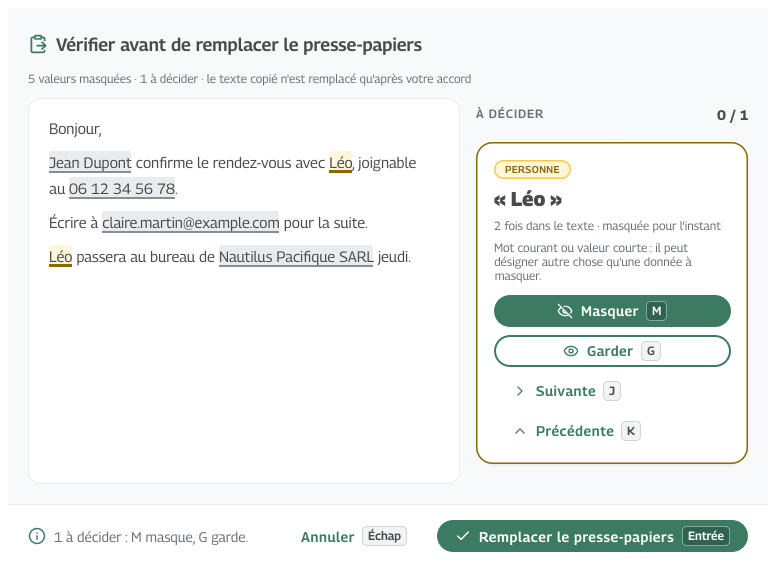 Vérifier avant de remplacer le presse-papiers
5 valeurs masquées · 1 à décider · le texte copié n'est remplacé qu'après votre accord
Bonjour,
Jean Dupont confirme le rendez-vous avec Léo, joignable
au 06 12 34 56 78.
Écrire à claire.martin@example.com pour la suite.
Léo passera au bureau de Nautilus Pacifique SARL jeudi.
À DÉCIDER 0 / 1
PERSONNE
« Léo »
2 fois dans le texte · masquée pour l'instant
Mot courant ou valeur courte : il peut
désigner autre chose qu'une donnée à
masquer.
Masquer M
Garder G
Suivante J
Précédente K
1 à décider : M masque, G garde.
Annuler Échap
Remplacer le presse-papiers Entrée